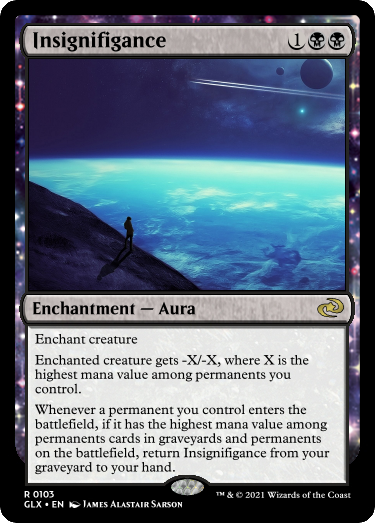 Insignifigance 1
Enchantment — Aura
Enchant creature
Enchanted creature gets -X/-X, where X is the
highest mana value among permanents you
control.
Whenever a permanent you control enters the
battlefield, if it has the highest mana value among
permanents cards in graveyards and permanents
on the battlefield, return Insignifigance from your
graveyard to your hand.
R 0103
GLX • EN James Alastair Sarson
™ & © 2021 Wizards of the Coast